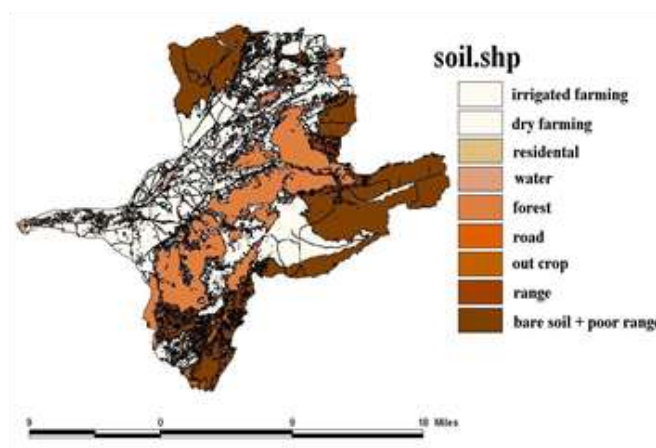 soil.shp
irrigated farming
dry farming
residental
water
forest
road
out crop
range
bare soil + poor range
9 0 9 18 Miles